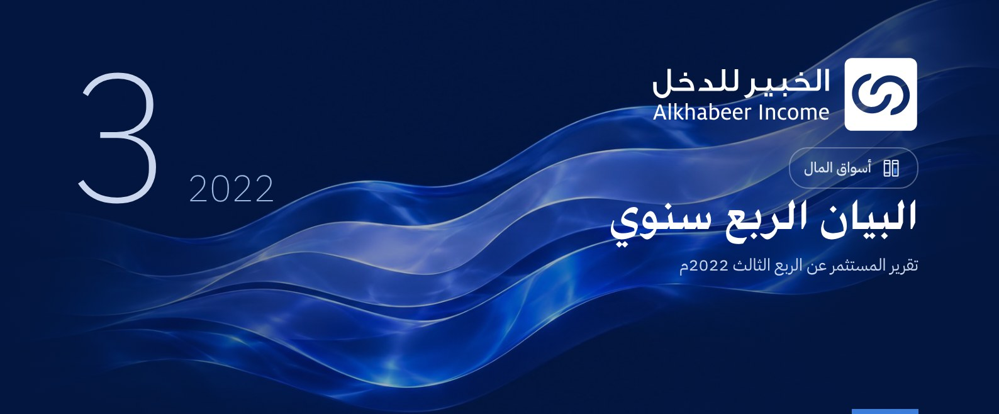 الخبير للدخل
Alkhabeer Income
أسواق المال
البيان الربع سنوي
تقرير المستثمر عن الربع الثالث 2022م
3
2022